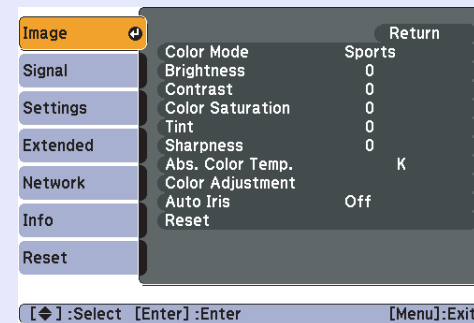 Image
Signal
Settings
Extended
Network
Info
Reset
Return
Color Mode Sports
Brightness 0
Contrast 0
Color Saturation 0
Tint 0
Sharpness 0
Abs. Color Temp. K
Color Adjustment
Auto Iris Off
Reset
[◆] :Select [Enter] :Enter [Menu]:Exit